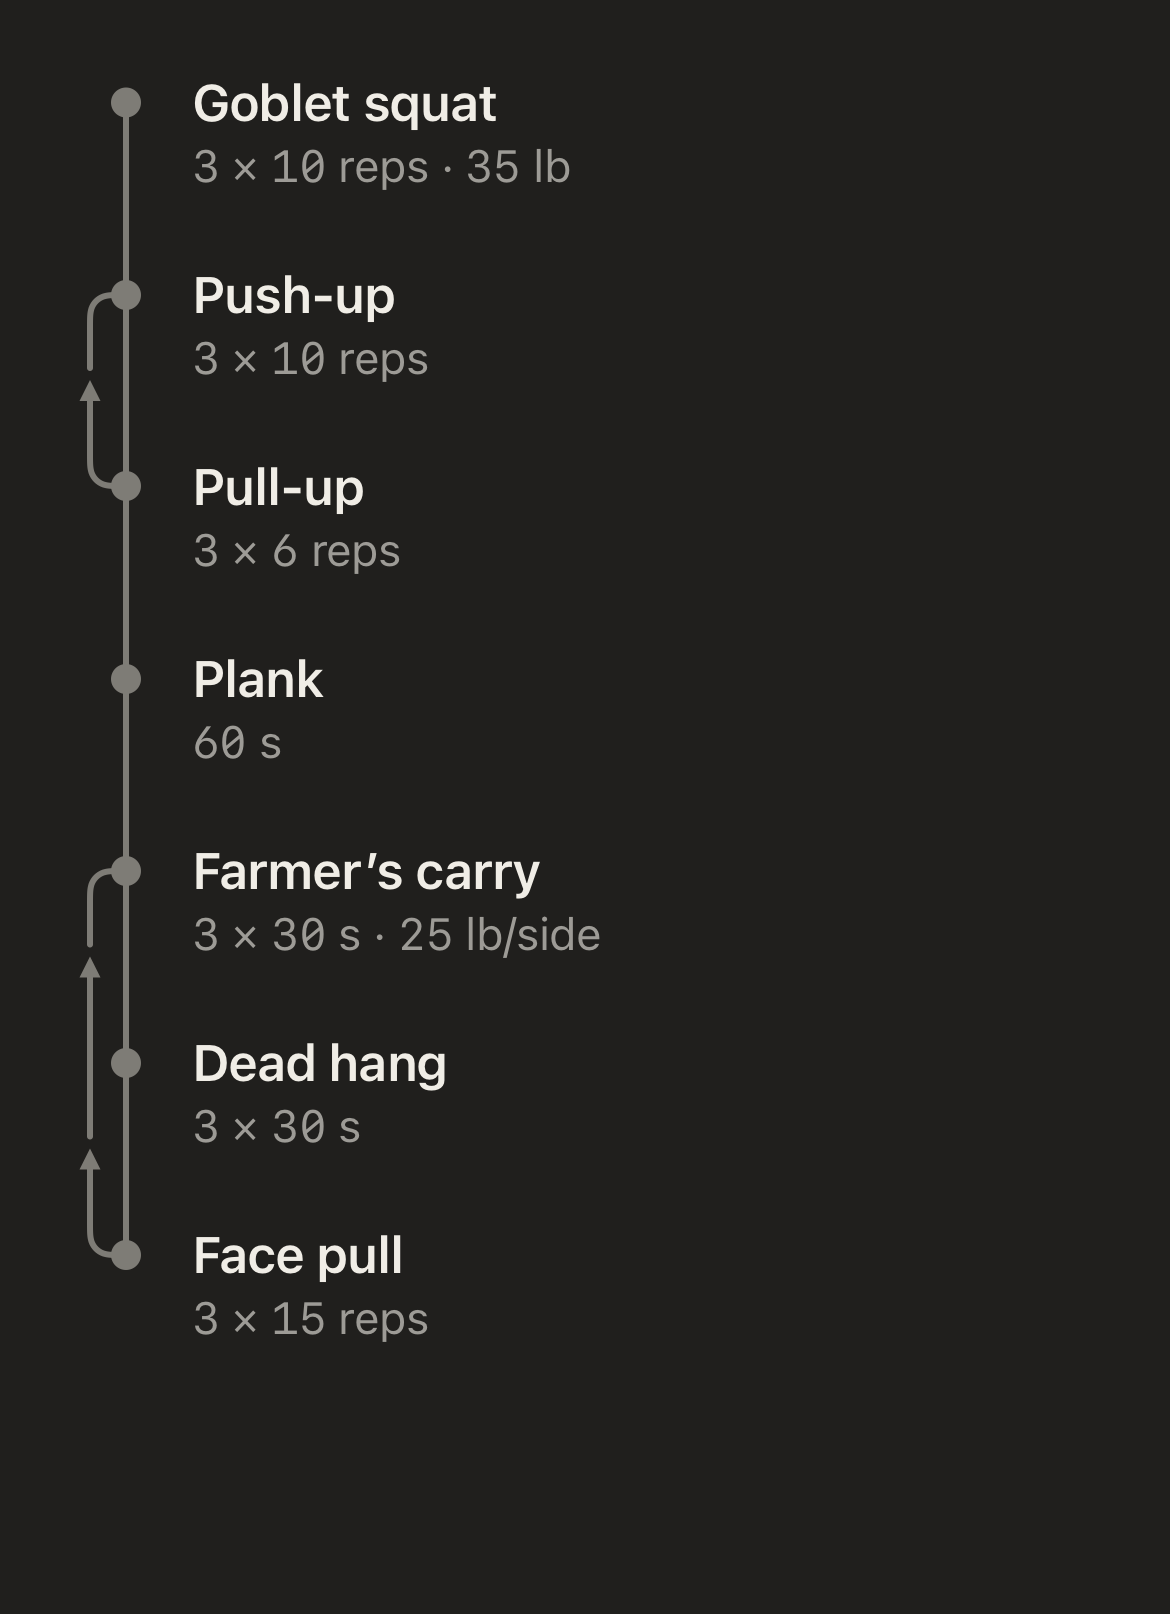 Goblet squat
3 × 10 reps · 35 lb
Push-up
3 × 10 reps
Pull-up
3 × 6 reps
Plank
60 s
Farmer’s carry
3 × 30 s · 25 lb/side
Dead hang
3 × 30 s
Face pull
3 × 15 reps